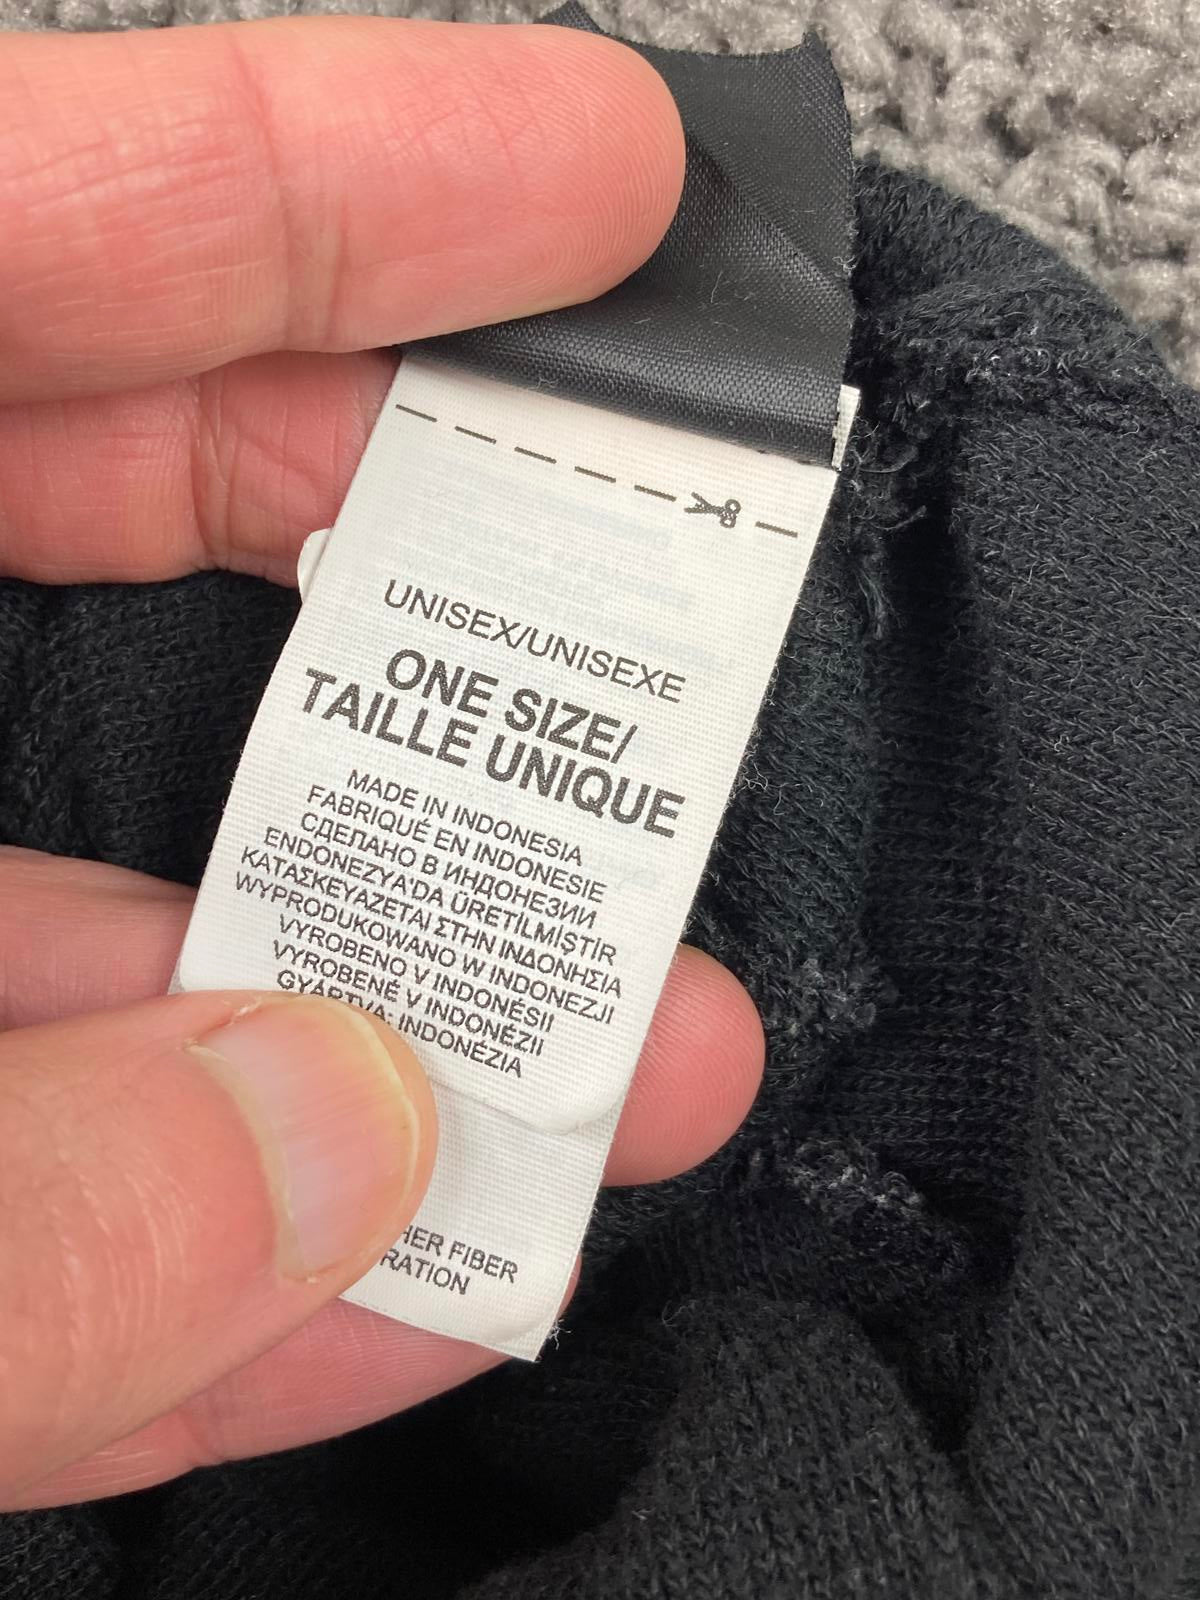 UNISEX/UNISEXE
ONE SIZE/
TAILLE UNIQUE
MADE IN INDONESIA
FABRIQUÉ EN INDONESIE
СДЕЛАНО В ИНДОНЕЗИИ
ENDONEZYA'DA ÜRETİLMİŞTİR
ΚΑΤΑΣΚΕΥΑΖΕΤΑΙ ΣΤΗΝ ΙΝΔΟΝΗΣΙΑ
WYPRODUKOWANO W INDONEZJI
VYROBENO V INDONÉSII
VYROBENÉ V INDONÉZII
GYÁRTVA: INDONÉZIA
HER FIBER
RATION